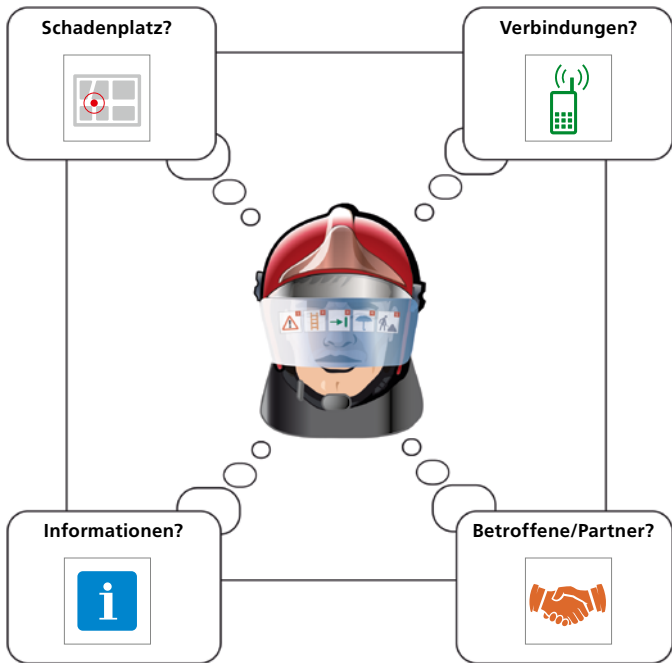 Schadenplatz?
Verbindungen?
Informationen?
i
Betroffene/Partner?